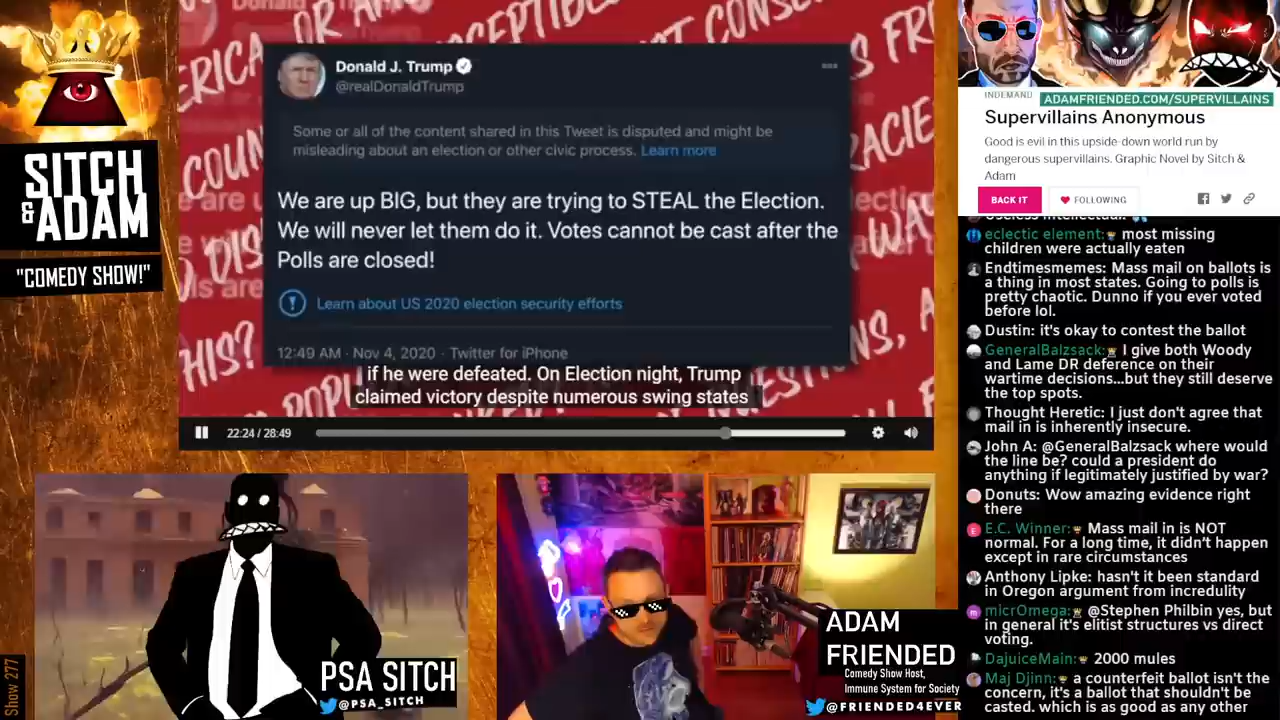 SITCH
& ADAM
"COMEDY SHOW!"
Show 277
Donald J. Trump
@realDonaldTrump
Some or all of the content shared in this Tweet is disputed and might be
misleading about an election or other civic process. Learn more
We are up BIG, but they are trying to STEAL the Election.
We will never let them do it. Votes cannot be cast after the
Polls are closed!
Learn about US 2020 election security efforts
12:49 AM · Nov 4, 2020 · Twitter for iPhone
if he were defeated. On Election night, Trump
claimed victory despite numerous swing states
22:24 / 28:49
PSA SITCH
@PSA_SITCH
ADAM
FRIENDED
Comedy Show Host,
Immune System for Society
@FRIENDED4EVER
INDEMAND
ADAMFRIENDED.COM/SUPERVILLAINS
Supervillains Anonymous
Good is evil in this upside-down world run by
dangerous supervillains. Graphic Novel by Sitch &
Adam
BACK IT
FOLLOWING
Useless Intellectual:
eclectic element: most missing
children were actually eaten
Endtimesmemes: Mass mail on ballots is
a thing in most states. Going to polls is
pretty chaotic. Dunno if you ever voted
before lol.
Dustin: it's okay to contest the ballot
GeneralBalzsack: I give both Woody
and Lame DR deference on their
wartime decisions...but they still deserve
the top spots.
Thought Heretic: I just don't agree that
mail in is inherently insecure.
John A: @GeneralBalzsack where would
the line be? could a president do
anything if legitimately justified by war?
Donuts: Wow amazing evidence right
there
E.C. Winner: Mass mail in is NOT
normal. For a long time, it didn't happen
except in rare circumstances
Anthony Lipke: hasn't it been standard
in Oregon argument from incredulity
micrOmega: @Stephen Philbin yes, but
in general it's elitist structures vs direct
voting.
DajuiceMain: 2000 mules
Maj Djinn: a counterfeit ballot isn't the
concern, it's a ballot that shouldn't be
casted. which is as good as any other